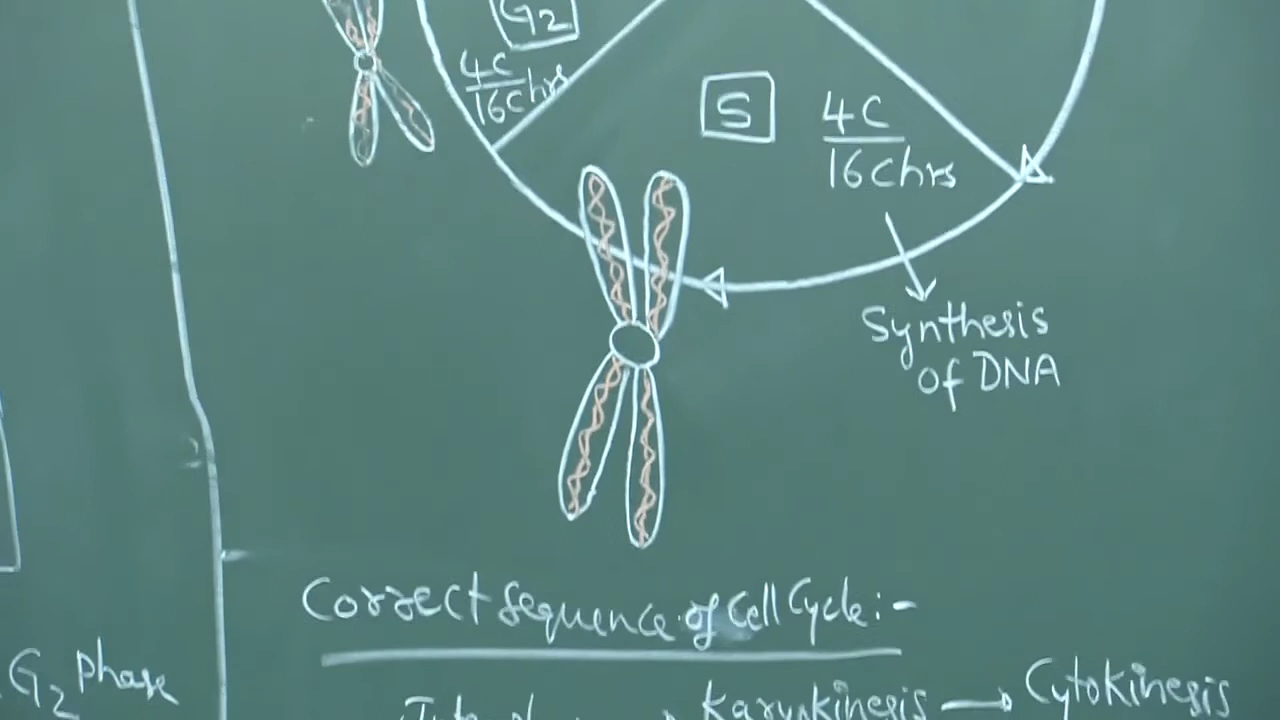 G2
4C
16Chrs
S
4C
16Chrs
Synthesis
of DNA
Correct sequence of Cell Cycle:-
G2 phase
Karyokinesis → Cytokinesis